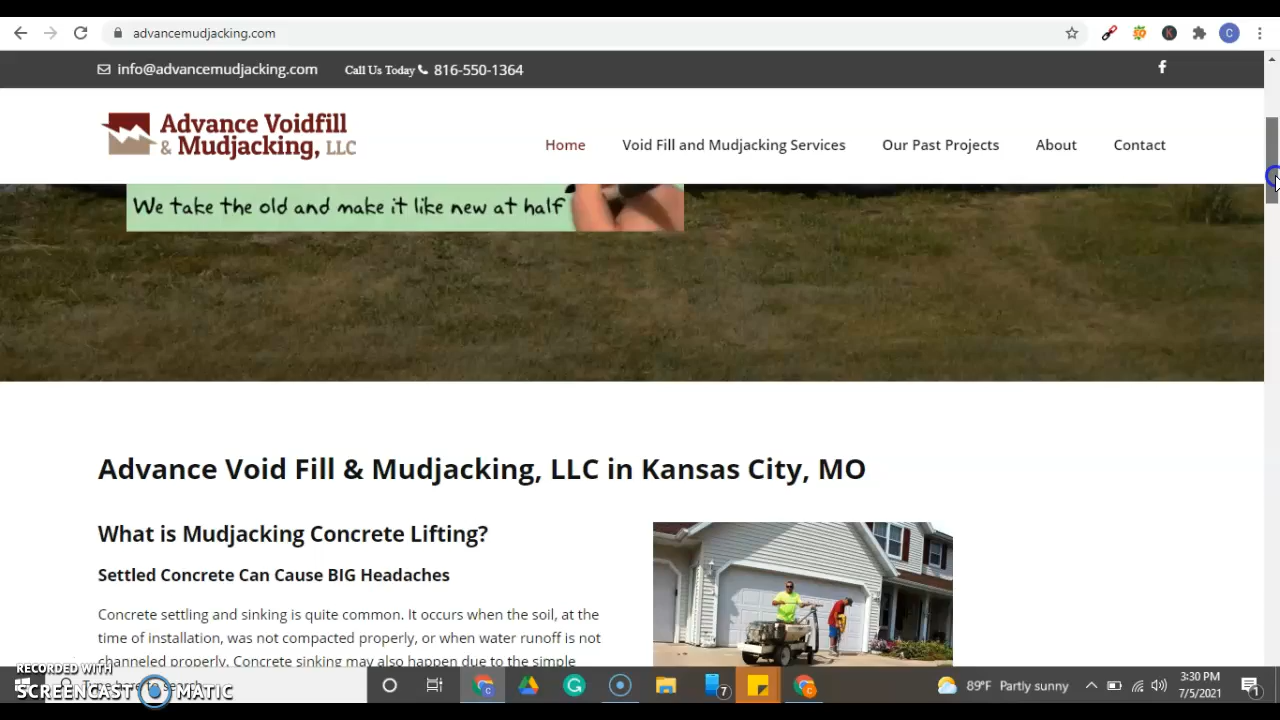 advancemudjacking.com
K
C
info@advancemudjacking.com
Call Us Today 816-550-1364
Advance Voidfill
& Mudjacking, LLC
Home
Void Fill and Mudjacking Services
Our Past Projects
About
Contact
We take the old and make it like new at half
Advance Void Fill & Mudjacking, LLC in Kansas City, MO
What is Mudjacking Concrete Lifting?
Settled Concrete Can Cause BIG Headaches
Concrete settling and sinking is quite common. It occurs when the soil, at the
time of installation, was not compacted properly, or when water runoff is not
channeled properly. Concrete sinking may also happen due to the simple
RECORDED WITH
SCREENCAST MATIC
7
89°F Partly sunny
3:30 PM
7/5/2021
1